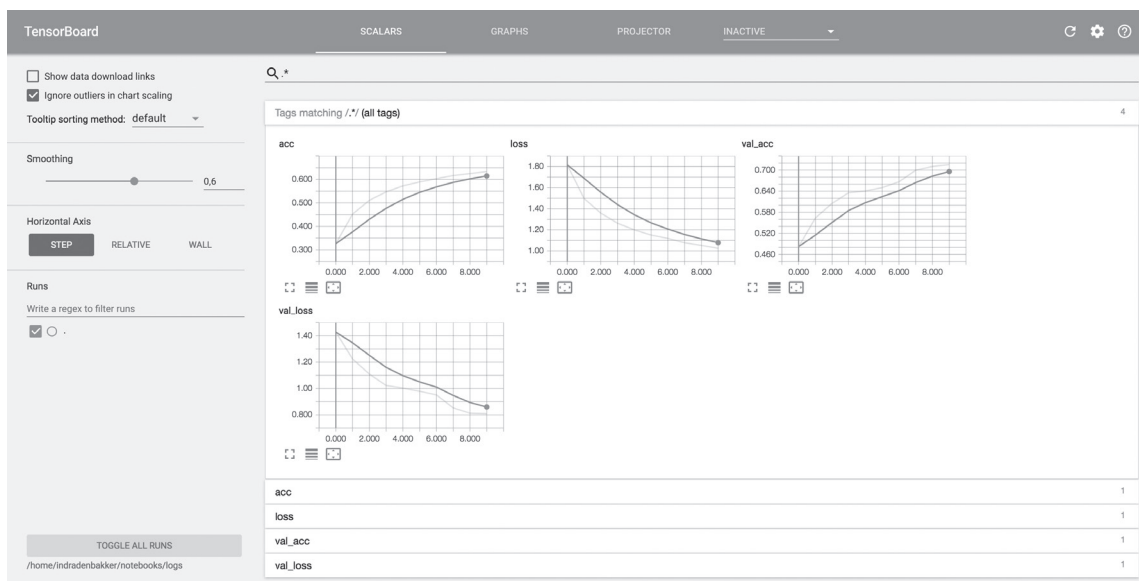 TensorBoard
SCALARS
GRAPHS
PROJECTOR
INACTIVE
Show data download links
Ignore outliers in chart scaling
Tooltip sorting method: default
Smoothing
0,6
Horizontal Axis
STEP
RELATIVE
WALL
Runs
Write a regex to filter runs
.
TOGGLE ALL RUNS
/home/indradenbakker/notebooks/logs
.*
Tags matching /.*/ (all tags)
4
acc
0.600
0.500
0.400
0.300
0.000 2.000 4.000 6.000 8.000
loss
1.80
1.60
1.40
1.20
1.00
0.000 2.000 4.000 6.000 8.000
val_acc
0.700
0.640
0.580
0.520
0.460
0.000 2.000 4.000 6.000 8.000
val_loss
1.40
1.20
1.00
0.800
0.000 2.000 4.000 6.000 8.000
acc 1
loss 1
val_acc 1
val_loss 1